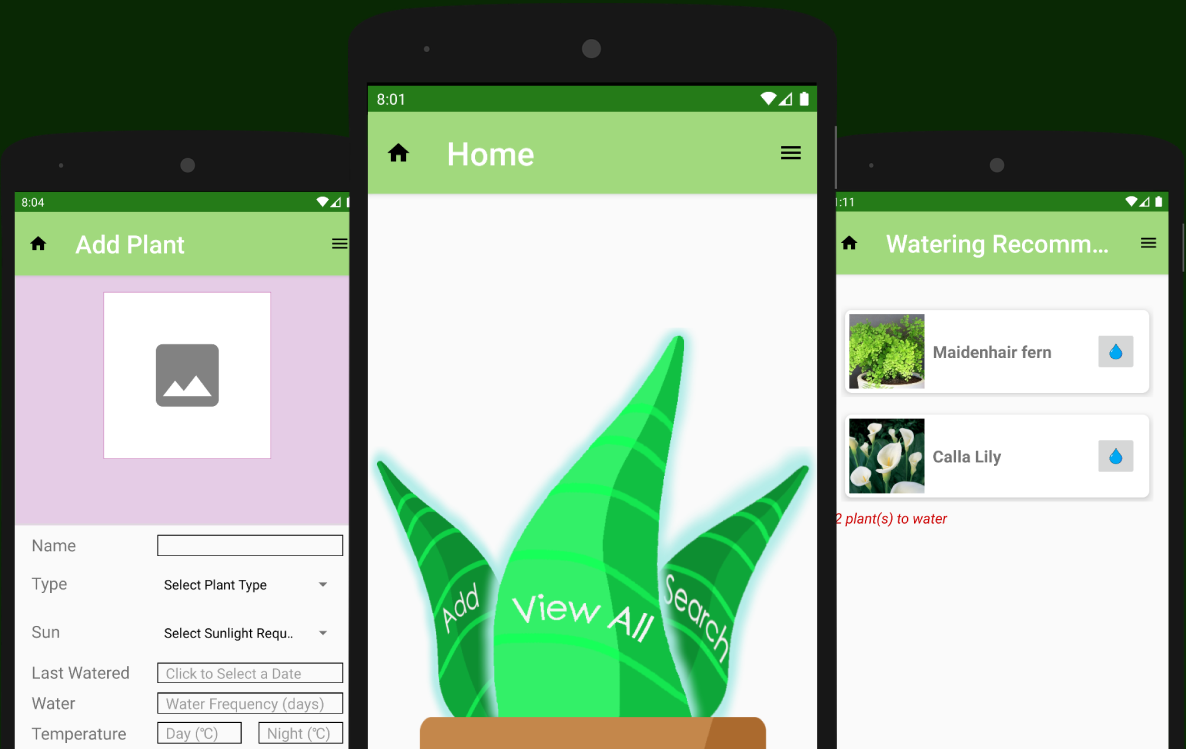 8:04
Add Plant
Name
Type Select Plant Type
Sun Select Sunlight Requ..
Last Watered Click to Select a Date
Water Water Frequency (days)
Temperature Day (℃) Night (℃)
8:01
Home
Add
View All
Search
:11
Watering Recomm...
Maidenhair fern
Calla Lily
2 plant(s) to water